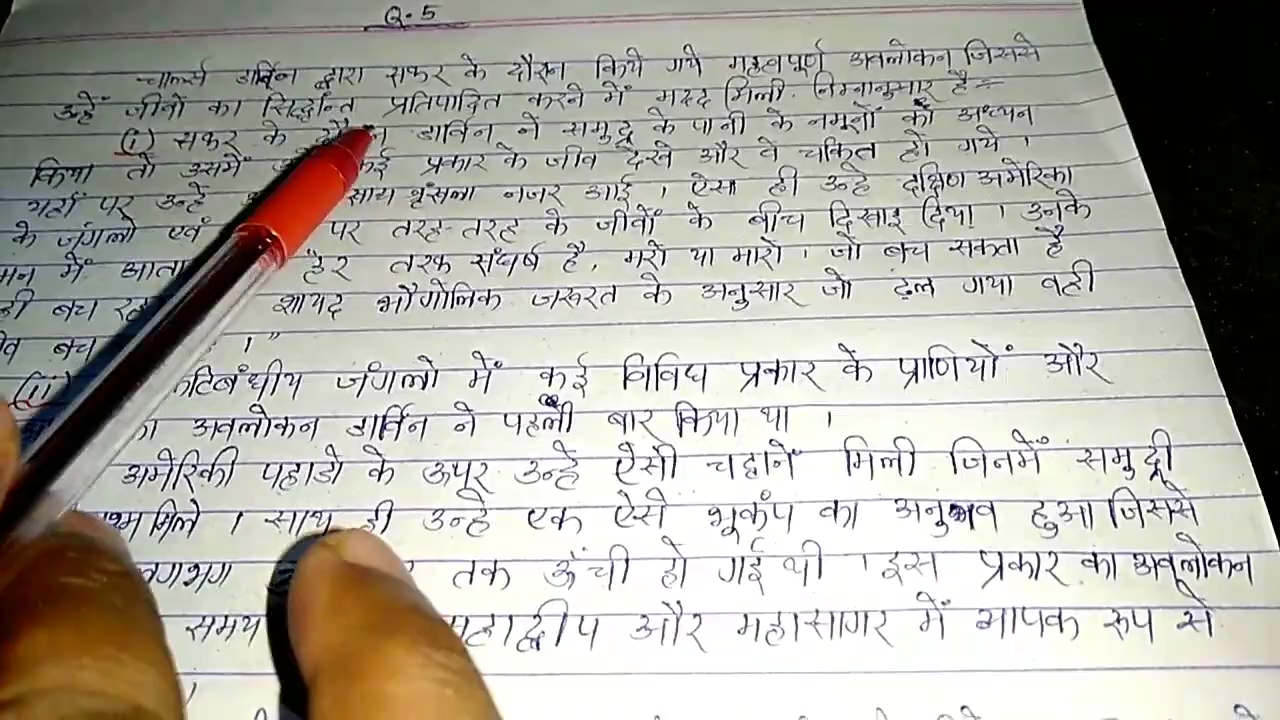 Q.5
चार्ल्स डार्विन द्वारा सफर के दौरान किये गये महत्वपूर्ण अवलोकन जिससे
उन्हें जीवों का सिद्धान्त प्रतिपादित करने में मदद मिली निम्नानुसार है -
(i) सफर के डार्विन ने समुद्र के पानी के नमूनों का अध्यन
किया तो उसमें कई प्रकार के जीव देखे और वे चकित हो गये ।
यहाँ पर उन्हें साथ श्रृंखला नजर आई । ऐसा ही उन्हे दक्षिण अमेरिका
के जंगलो एवं पर तरह-तरह के जीवों के बीच दिखाइ दिया । उनके
मन में आता हर तरफ संघर्ष है, मरो या मारो । जो बच सकता है
ही बच शायद भौगोलिक जरूरत के अनुसार जो ढ़ल गया वही
बच ।"
(ii) कटिबंधीय जंगलो में कई विविध प्रकार के प्राणियों और
का अवलोकन डार्विन ने पहली बार किया था ।
अमेरिकी पहाडो के ऊपर उन्हें ऐसी चट्टानें मिली जिनमें समुद्री
मिले । साथ ही उन्हे एक ऐसे भूकंप का अनुभव हुआ जिससे
लगभग तक ऊँची हो गई थी । इस प्रकार का अवलोकन
समय महाद्वीप और महासागर में व्यापक रूप से